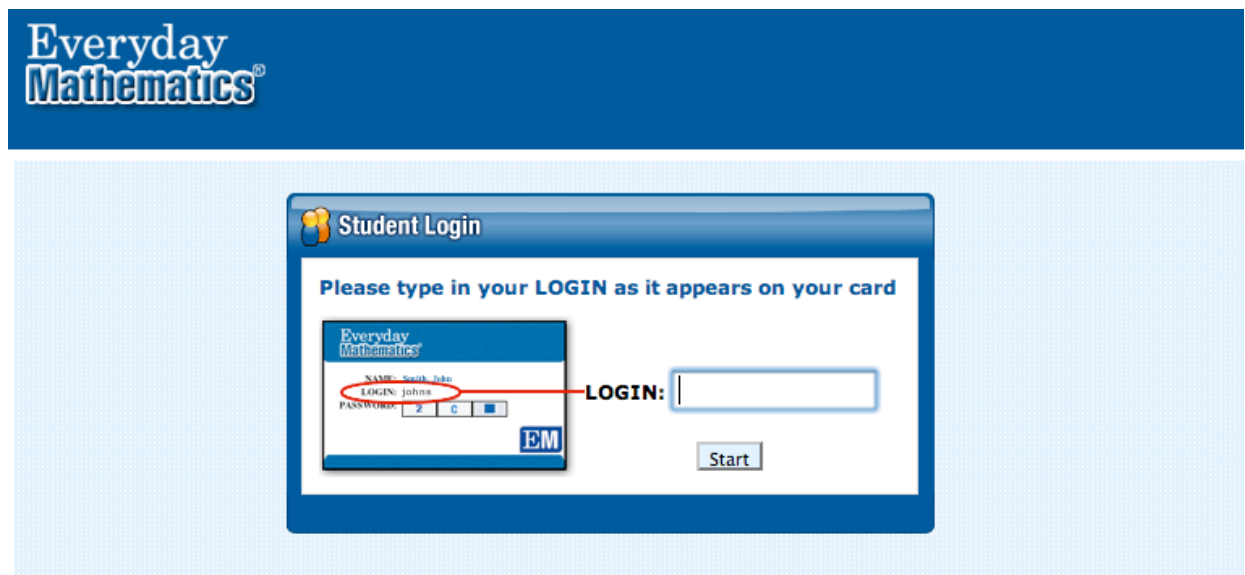 Everyday
Mathematics®
Student Login
Please type in your LOGIN as it appears on your card
Everyday
Mathematics®
NAME: Smith, John
LOGIN: johns
PASSWORD: 2 C
EM
LOGIN:
Start